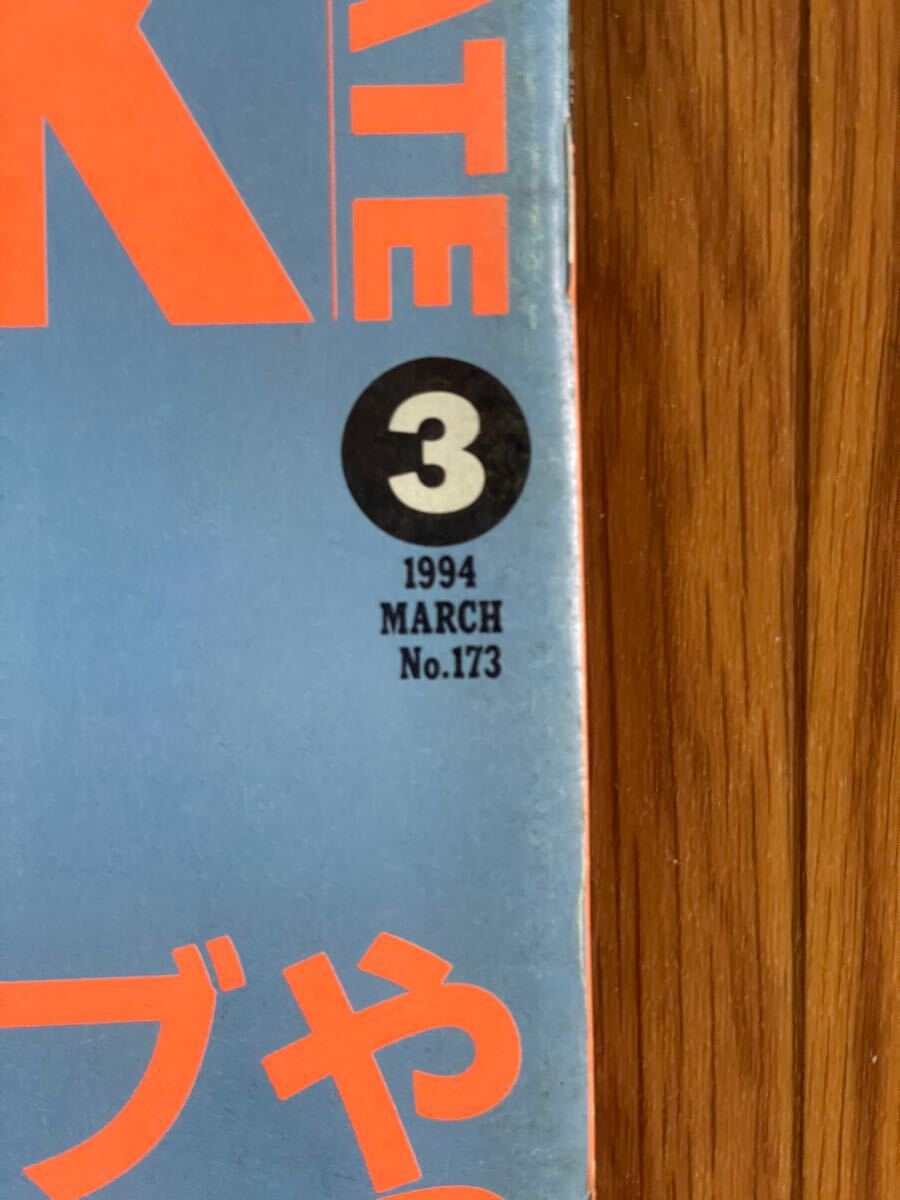 K
ATE
3
1994
MARCH
No.173
や
ブ